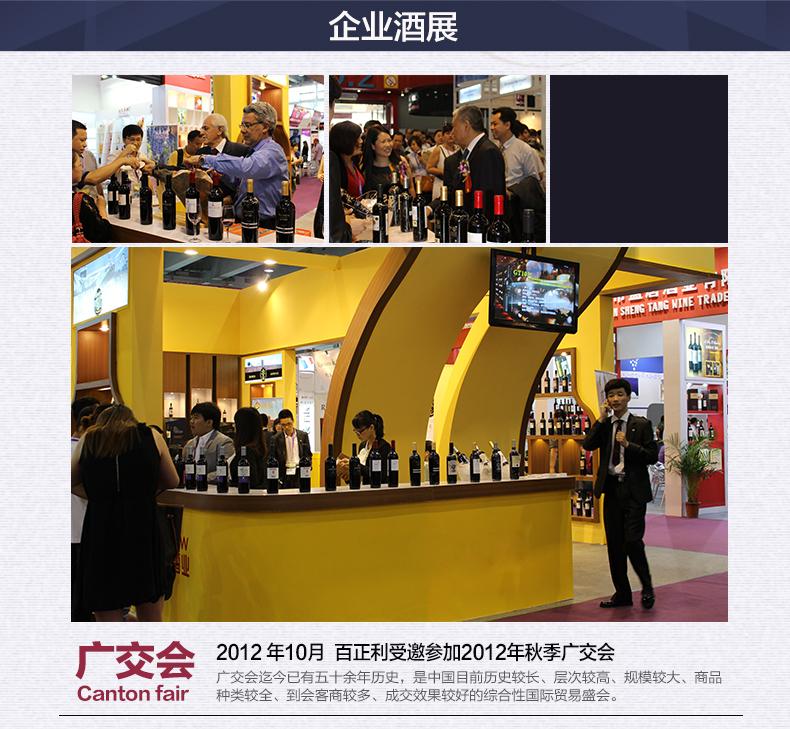 企业酒展
GT109
SHENG TANG WINE TRADE
广交会
Canton fair
2012 年10月 百正利受邀参加2012年秋季广交会
广交会迄今已有五十余年历史，是中国目前历史较长、层次较高、规模较大、商品
种类较全、到会客商较多、成交效果较好的综合性国际贸易盛会。